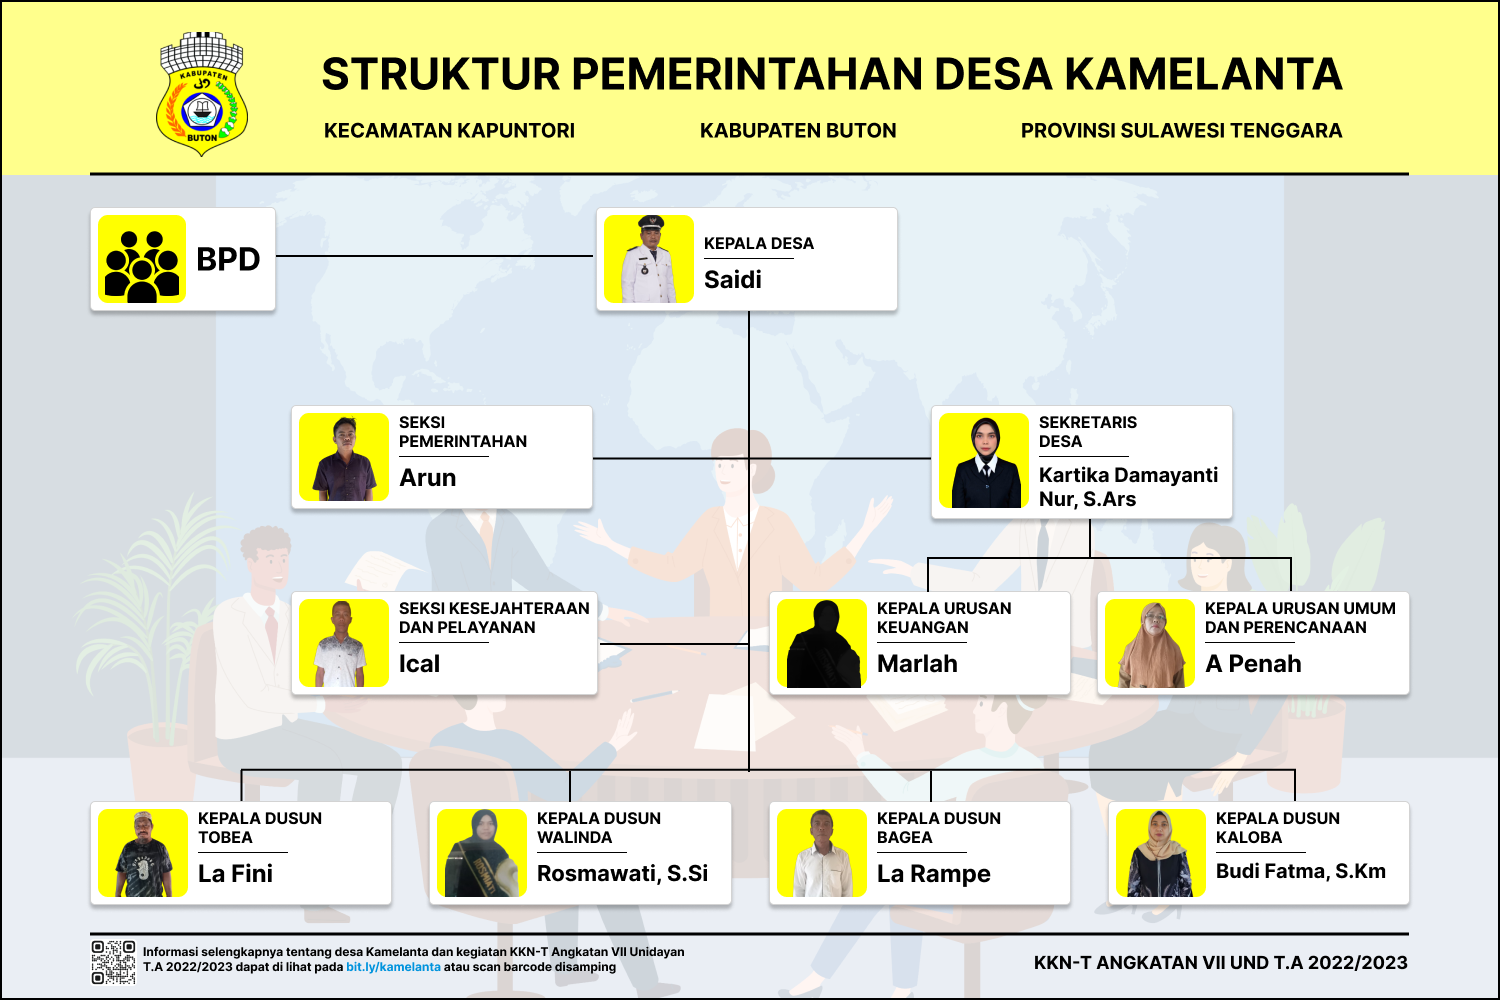 STRUKTUR PEMERINTAHAN DESA KAMELANTA
KECAMATAN KAPUNTORI
KABUPATEN BUTON
PROVINSI SULAWESI TENGGARA
KABUPATEN
BUTON
BPD
KEPALA DESA
Saidi
SEKSI
PEMERINTAHAN
Arun
SEKRETARIS
DESA
Kartika Damayanti
Nur, S.Ars
SEKSI KESEJAHTERAAN
DAN PELAYANAN
Ical
KEPALA URUSAN
KEUANGAN
Marlah
KEPALA URUSAN UMUM
DAN PERENCANAAN
A Penah
KEPALA DUSUN
TOBEA
La Fini
KEPALA DUSUN
WALINDA
Rosmawati, S.Si
KEPALA DUSUN
BAGEA
La Rampe
KEPALA DUSUN
KALOBA
Budi Fatma, S.Km
Informasi selengkapnya tentang desa Kamelanta dan kegiatan KKN-T Angkatan VII Unidayan
T.A 2022/2023 dapat di lihat pada bit.ly/kamelanta atau scan barcode disamping
KKN-T ANGKATAN VII UND T.A 2022/2023